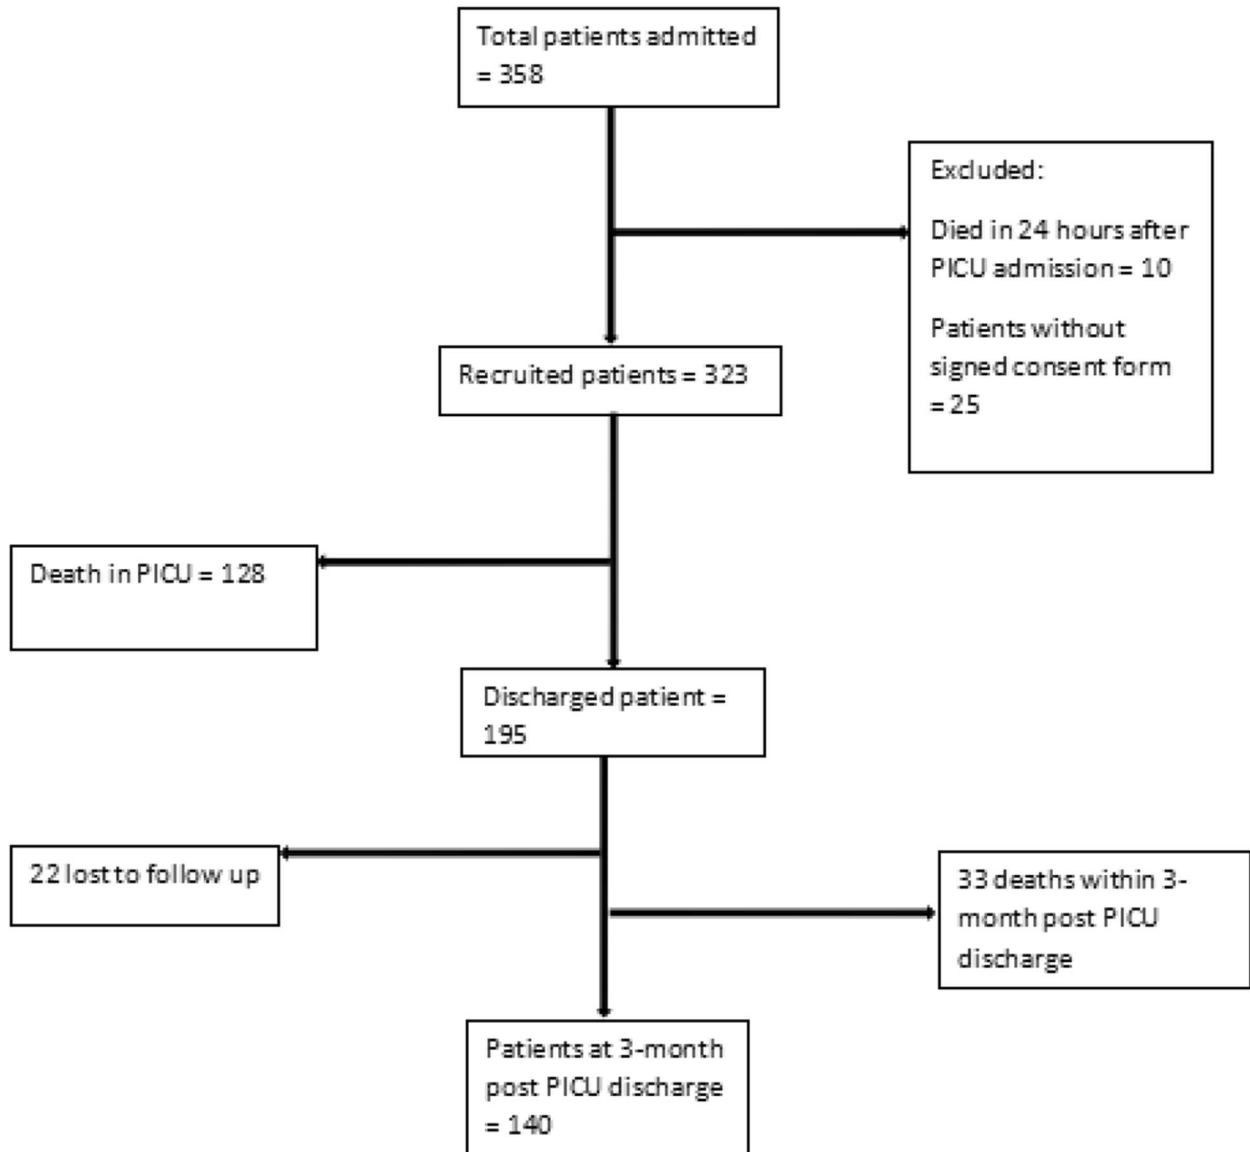 Total patients admitted
= 358
Excluded:
Died in 24 hours after
PICU admission = 10
Patients without
signed consent form
= 25
Recruited patients = 323
Death in PICU = 128
Discharged patient =
195
22 lost to follow up
33 deaths within 3-
month post PICU
discharge
Patients at 3-month
post PICU discharge
= 140